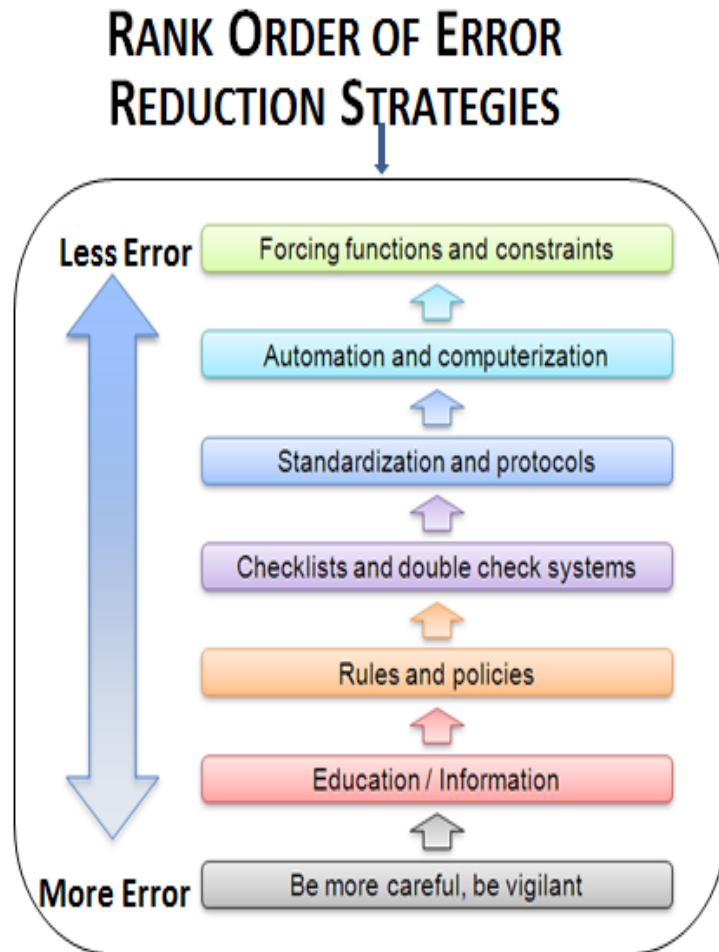 RANK ORDER OF ERROR
REDUCTION STRATEGIES
Less Error
Forcing functions and constraints
Automation and computerization
Standardization and protocols
Checklists and double check systems
Rules and policies
Education / Information
More Error
Be more careful, be vigilant